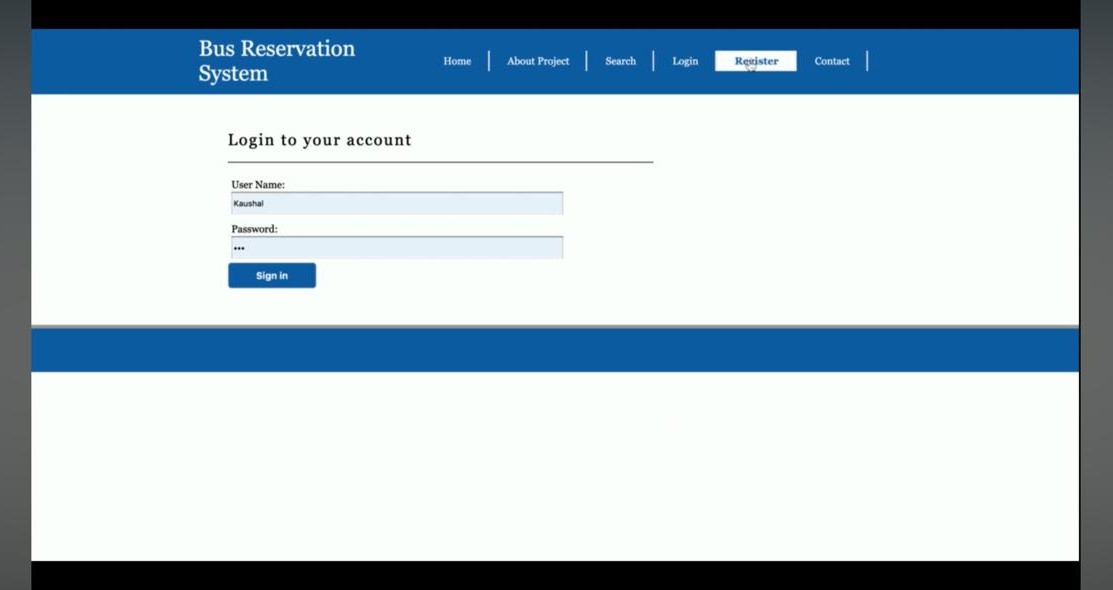 Bus Reservation
System
Home
About Project
Search
Login
Register
Contact
Login to your account
User Name:
Kaushal
Password:
•••
Sign in